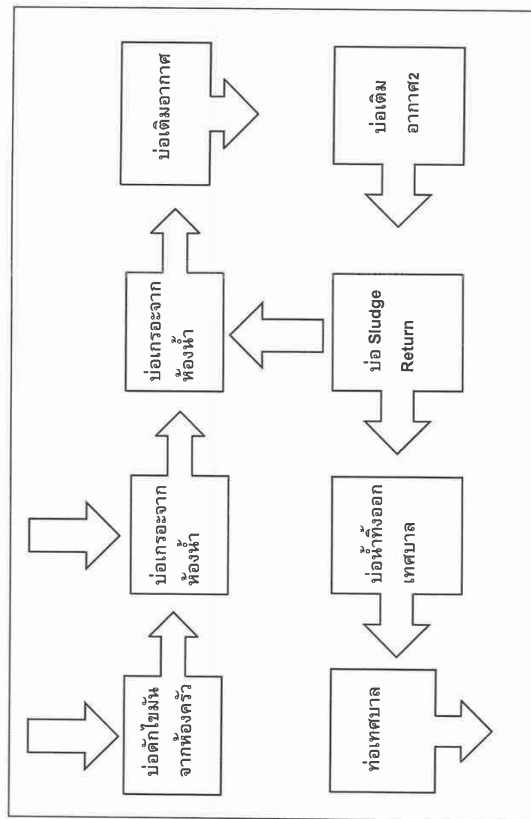 บ่อดักไขมัน
จากห้องครัว
บ่อเกรอะจาก
ห้องน้ำ
บ่อเกรอะจาก
ห้องน้ำ
บ่อเติมอากาศ
บ่อเติม
อากาศ2
บ่อ Sludge
Return
บ่อน้ำทิ้งออก
เทศบาล
ท่อเทศบาล